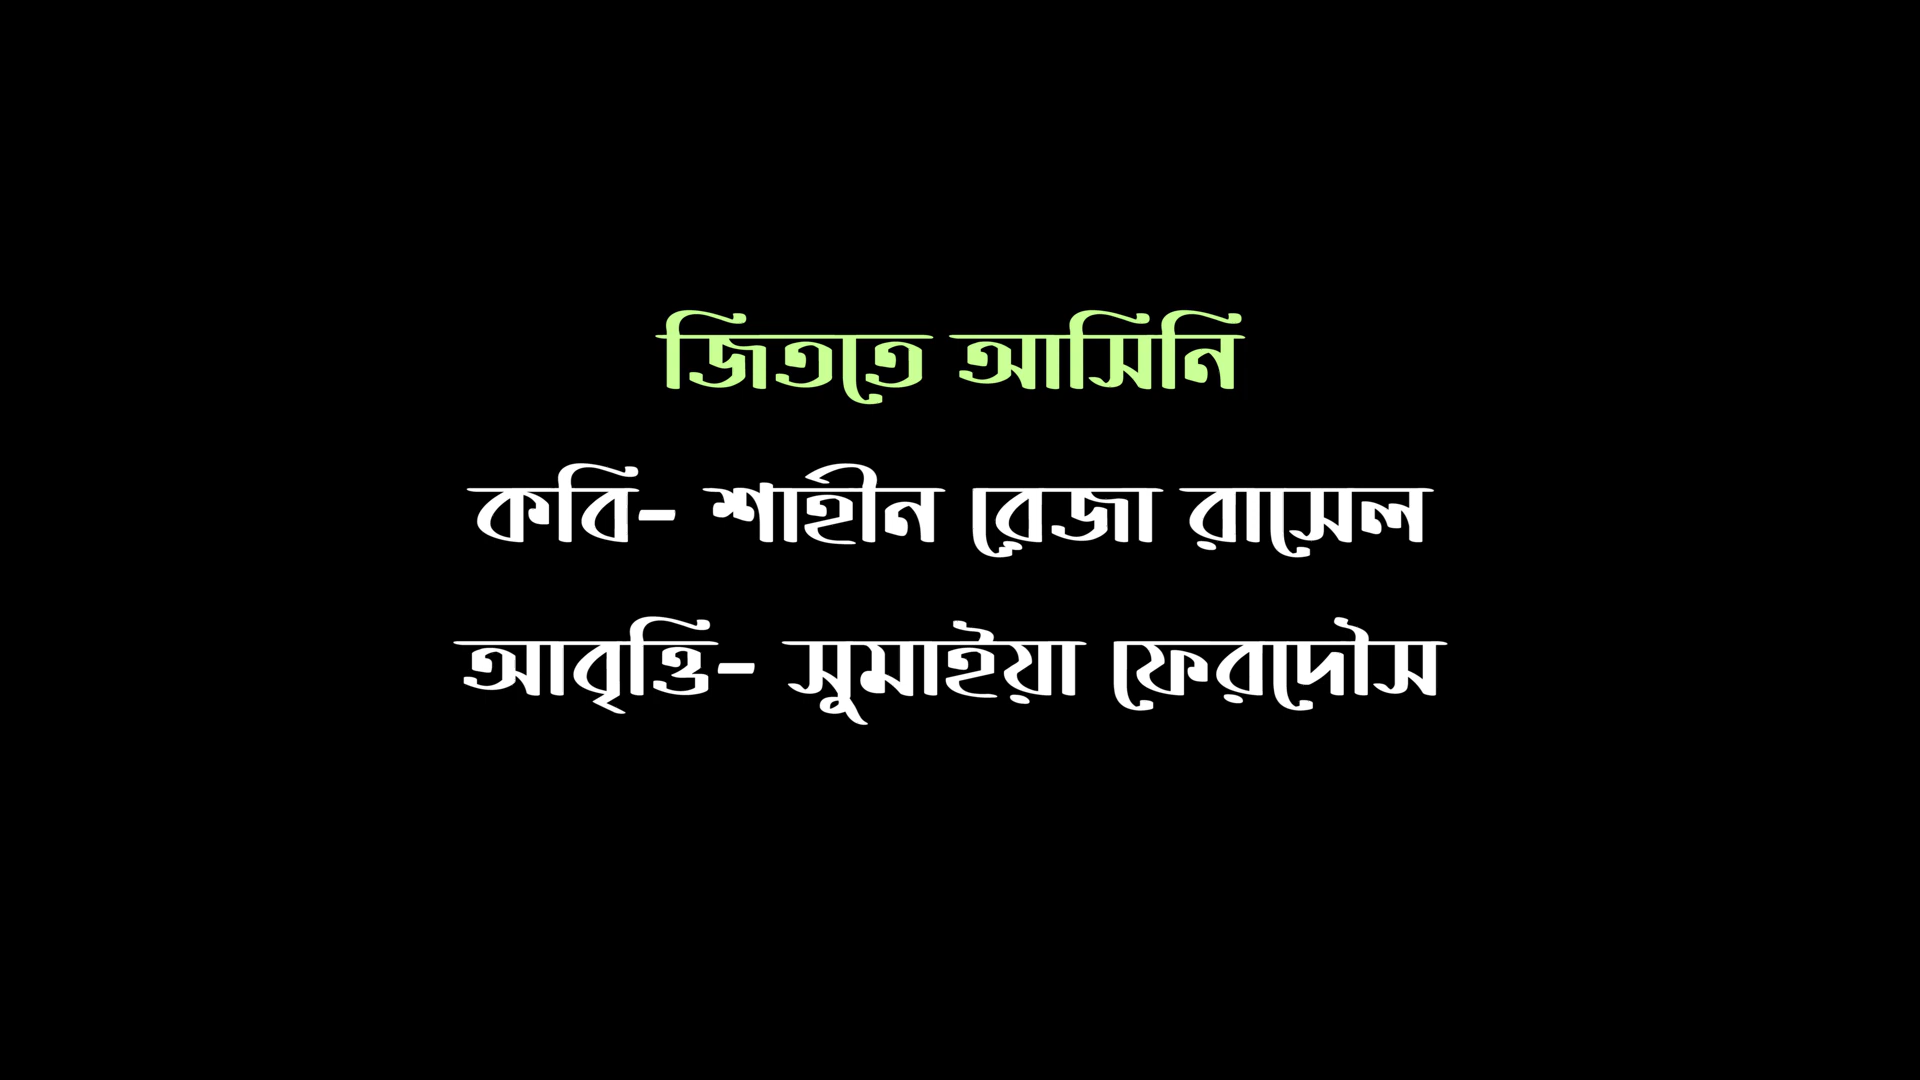 জিততে আসিনি
কবি- শাহীন রেজা রাসেল
আবৃত্তি- সুমাইয়া ফেরদৌস